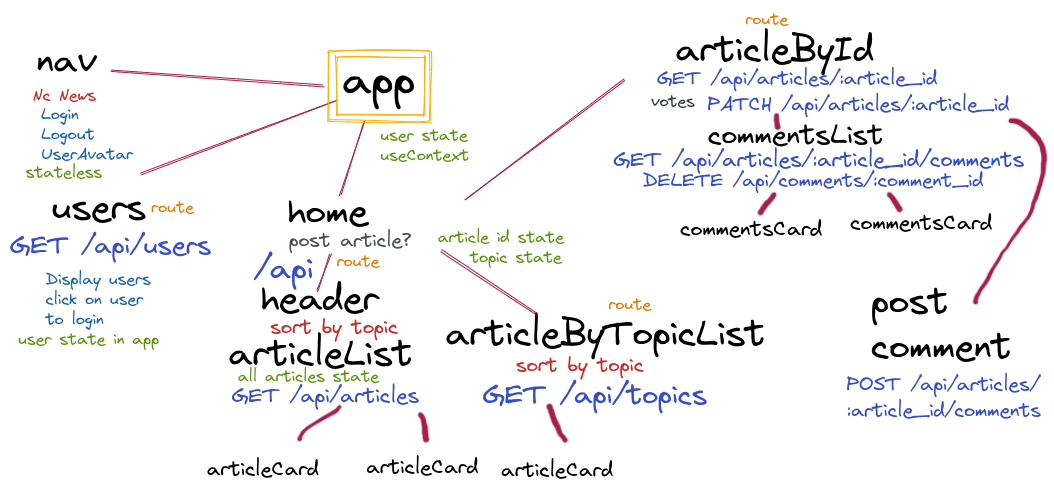 nav
Nc News
Login
Logout
UserAvatar
stateless
app
user state
useContext
users route
GET /api/users
Display users
click on user
to login
user state in app
home
post article?
/api route
header
sort by topic
articleList
all articles state
GET /api/articles
articleCard
articleCard
article id state
topic state
route
articleByTopicList
sort by topic
GET /api/topics
articleCard
route
articleById
GET /api/articles/:article_id
votes PATCH /api/articles/:article_id
commentsList
GET /api/articles/:article_id/comments
DELETE /api/comments/:comment_id
commentsCard
commentsCard
post
comment
POST /api/articles/
:article_id/comments